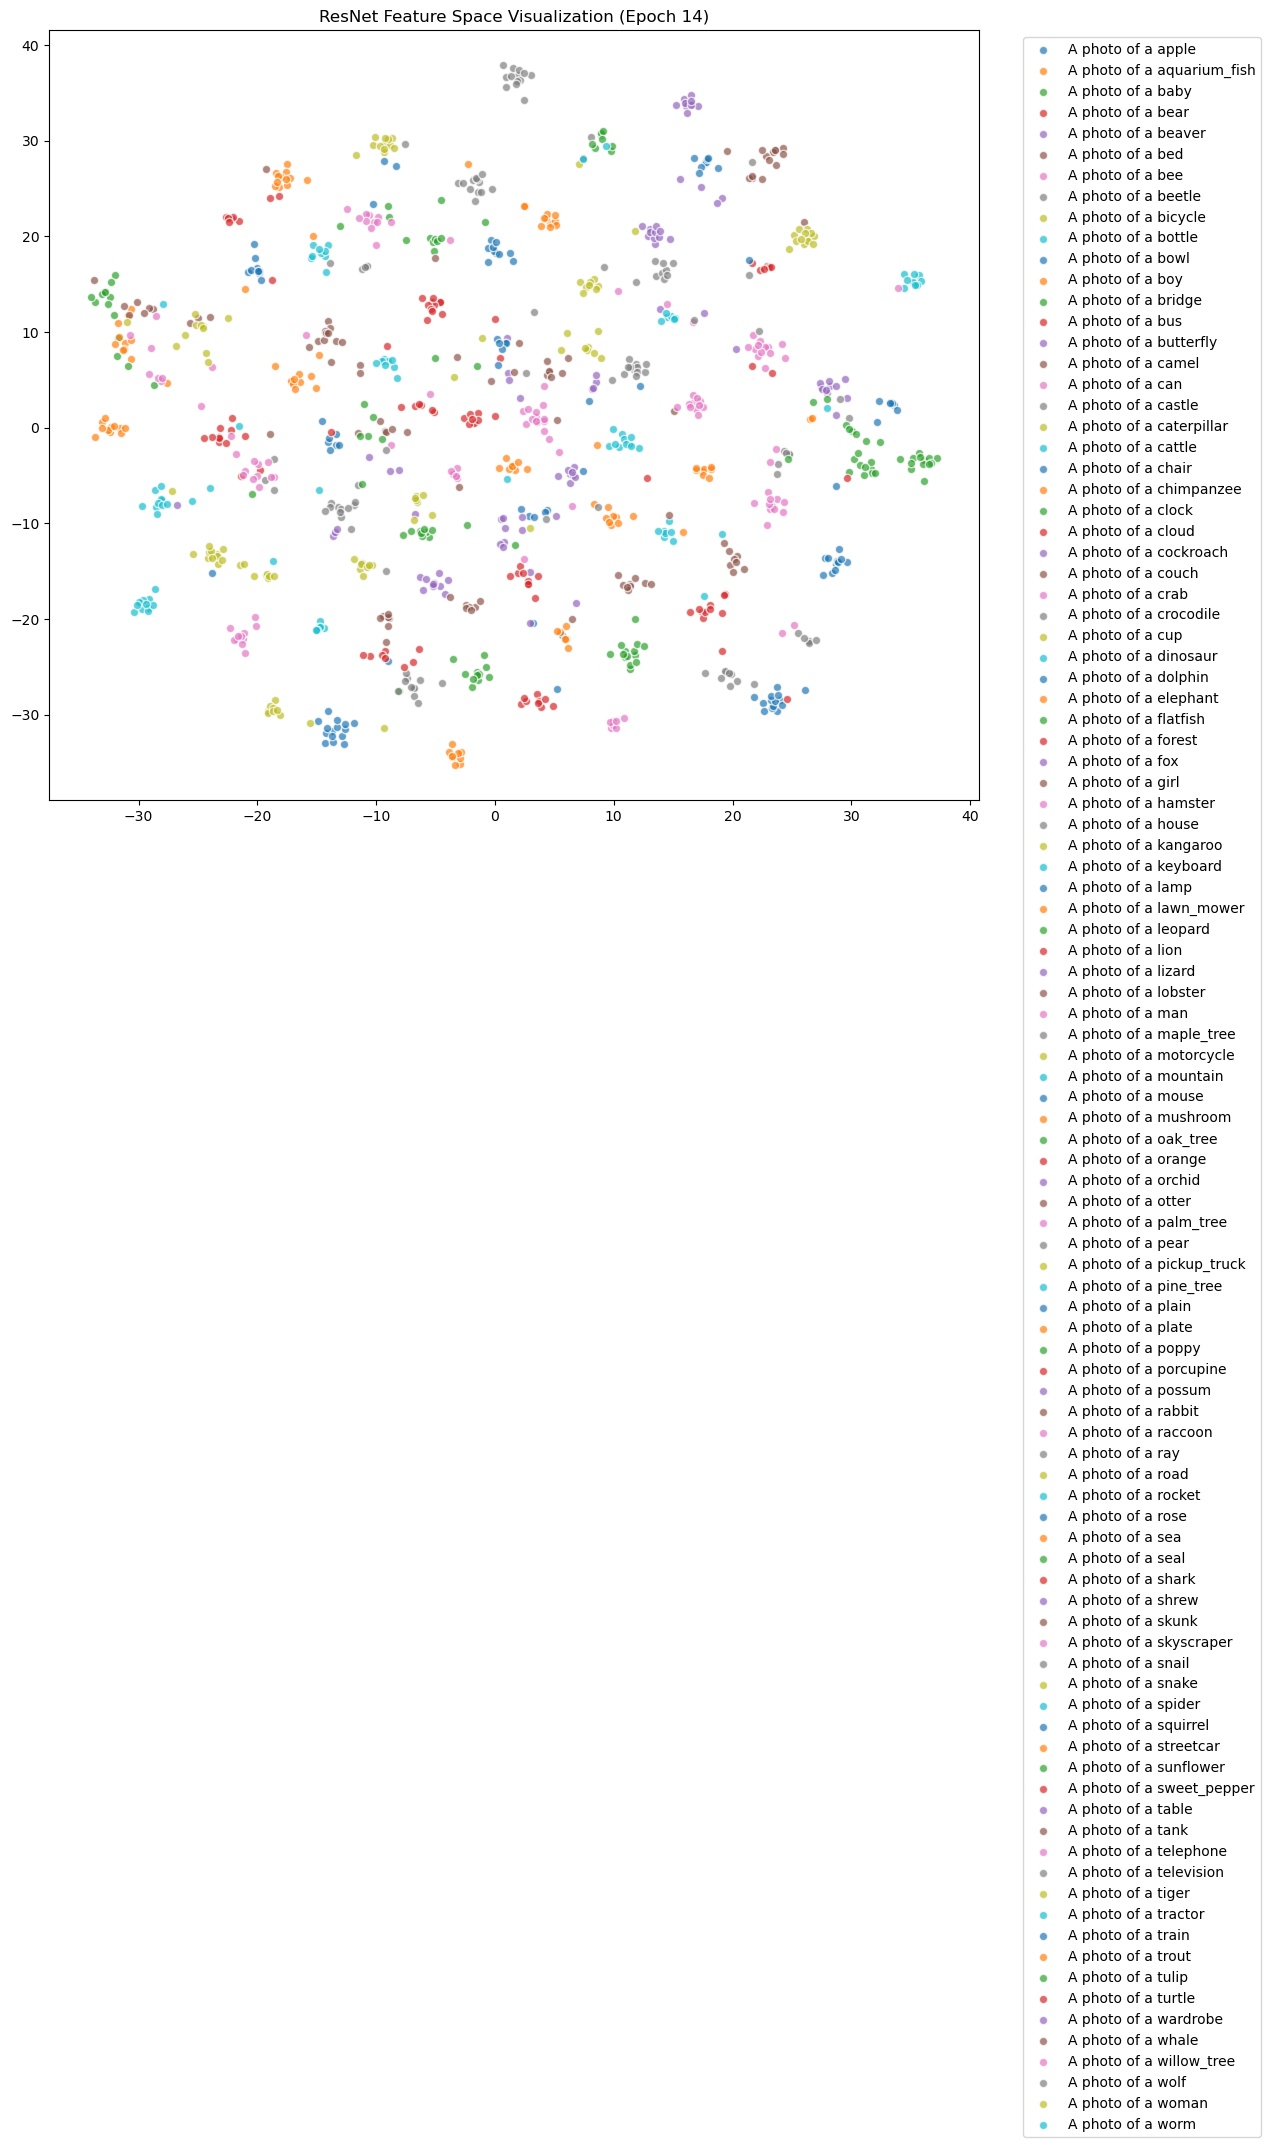 ResNet Feature Space Visualization (Epoch 14)
40
30
20
10
0
−10
−20
−30
−30
−20
−10
0
10
20
30
40
A photo of a apple
A photo of a aquarium_fish
A photo of a baby
A photo of a bear
A photo of a beaver
A photo of a bed
A photo of a bee
A photo of a beetle
A photo of a bicycle
A photo of a bottle
A photo of a bowl
A photo of a boy
A photo of a bridge
A photo of a bus
A photo of a butterfly
A photo of a camel
A photo of a can
A photo of a castle
A photo of a caterpillar
A photo of a cattle
A photo of a chair
A photo of a chimpanzee
A photo of a clock
A photo of a cloud
A photo of a cockroach
A photo of a couch
A photo of a crab
A photo of a crocodile
A photo of a cup
A photo of a dinosaur
A photo of a dolphin
A photo of a elephant
A photo of a flatfish
A photo of a forest
A photo of a fox
A photo of a girl
A photo of a hamster
A photo of a house
A photo of a kangaroo
A photo of a keyboard
A photo of a lamp
A photo of a lawn_mower
A photo of a leopard
A photo of a lion
A photo of a lizard
A photo of a lobster
A photo of a man
A photo of a maple_tree
A photo of a motorcycle
A photo of a mountain
A photo of a mouse
A photo of a mushroom
A photo of a oak_tree
A photo of a orange
A photo of a orchid
A photo of a otter
A photo of a palm_tree
A photo of a pear
A photo of a pickup_truck
A photo of a pine_tree
A photo of a plain
A photo of a plate
A photo of a poppy
A photo of a porcupine
A photo of a possum
A photo of a rabbit
A photo of a raccoon
A photo of a ray
A photo of a road
A photo of a rocket
A photo of a rose
A photo of a sea
A photo of a seal
A photo of a shark
A photo of a shrew
A photo of a skunk
A photo of a skyscraper
A photo of a snail
A photo of a snake
A photo of a spider
A photo of a squirrel
A photo of a streetcar
A photo of a sunflower
A photo of a sweet_pepper
A photo of a table
A photo of a tank
A photo of a telephone
A photo of a television
A photo of a tiger
A photo of a tractor
A photo of a train
A photo of a trout
A photo of a tulip
A photo of a turtle
A photo of a wardrobe
A photo of a whale
A photo of a willow_tree
A photo of a wolf
A photo of a woman
A photo of a worm